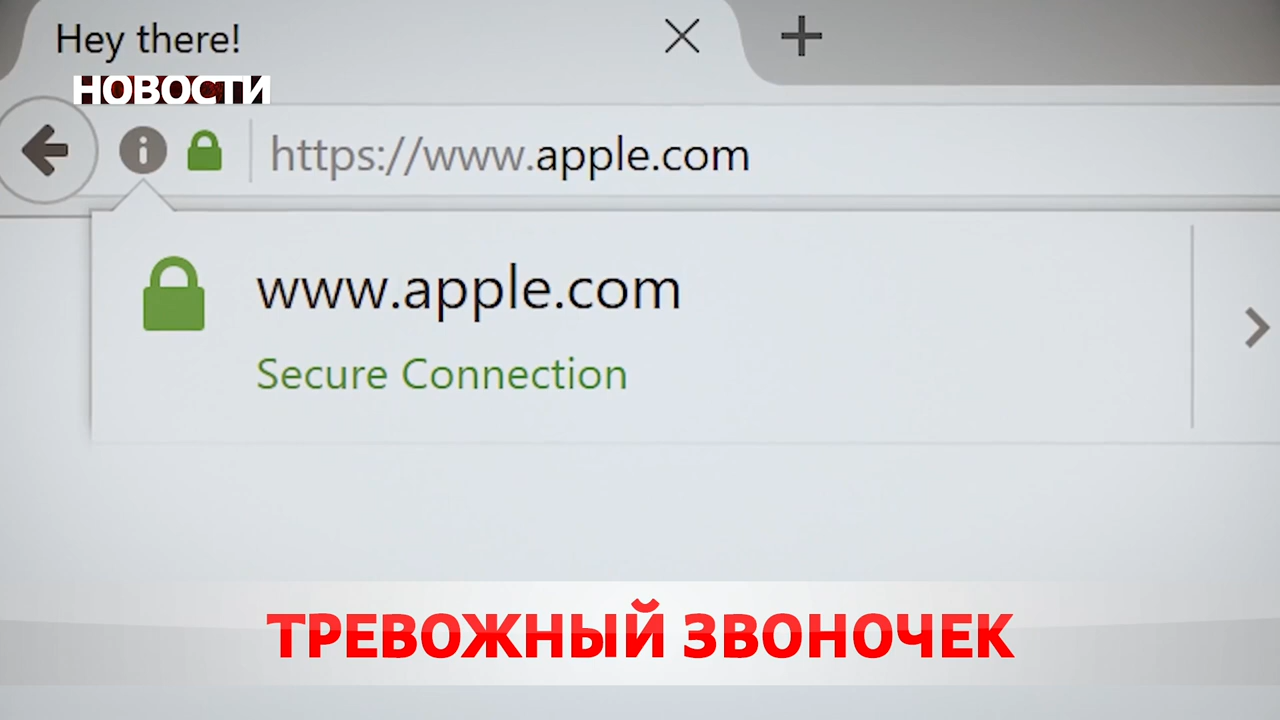 Hey there!
НОВОСТИ
https://www.apple.com
www.apple.com
Secure Connection
ТРЕВОЖНЫЙ ЗВОНОЧЕК